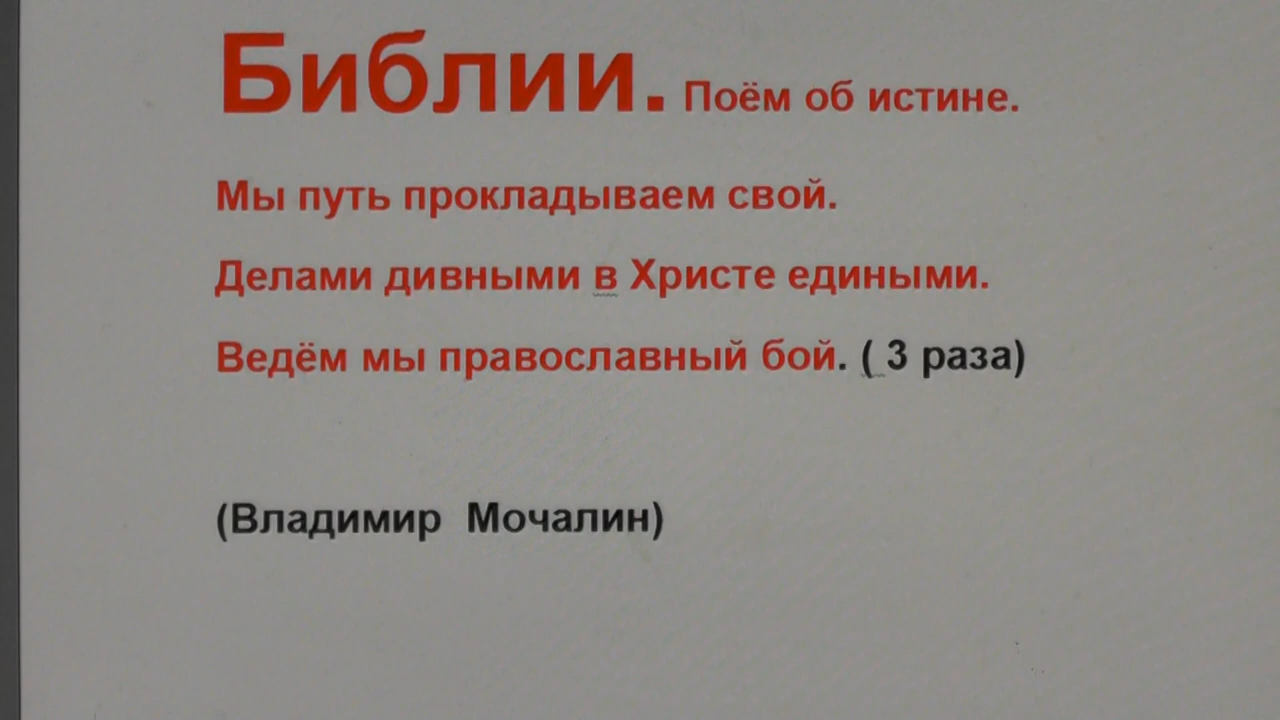 Библии. Поём об истине.
Мы путь прокладываем свой.
Делами дивными в Христе едиными.
Ведём мы православный бой. ( 3 раза)
(Владимир Мочалин)